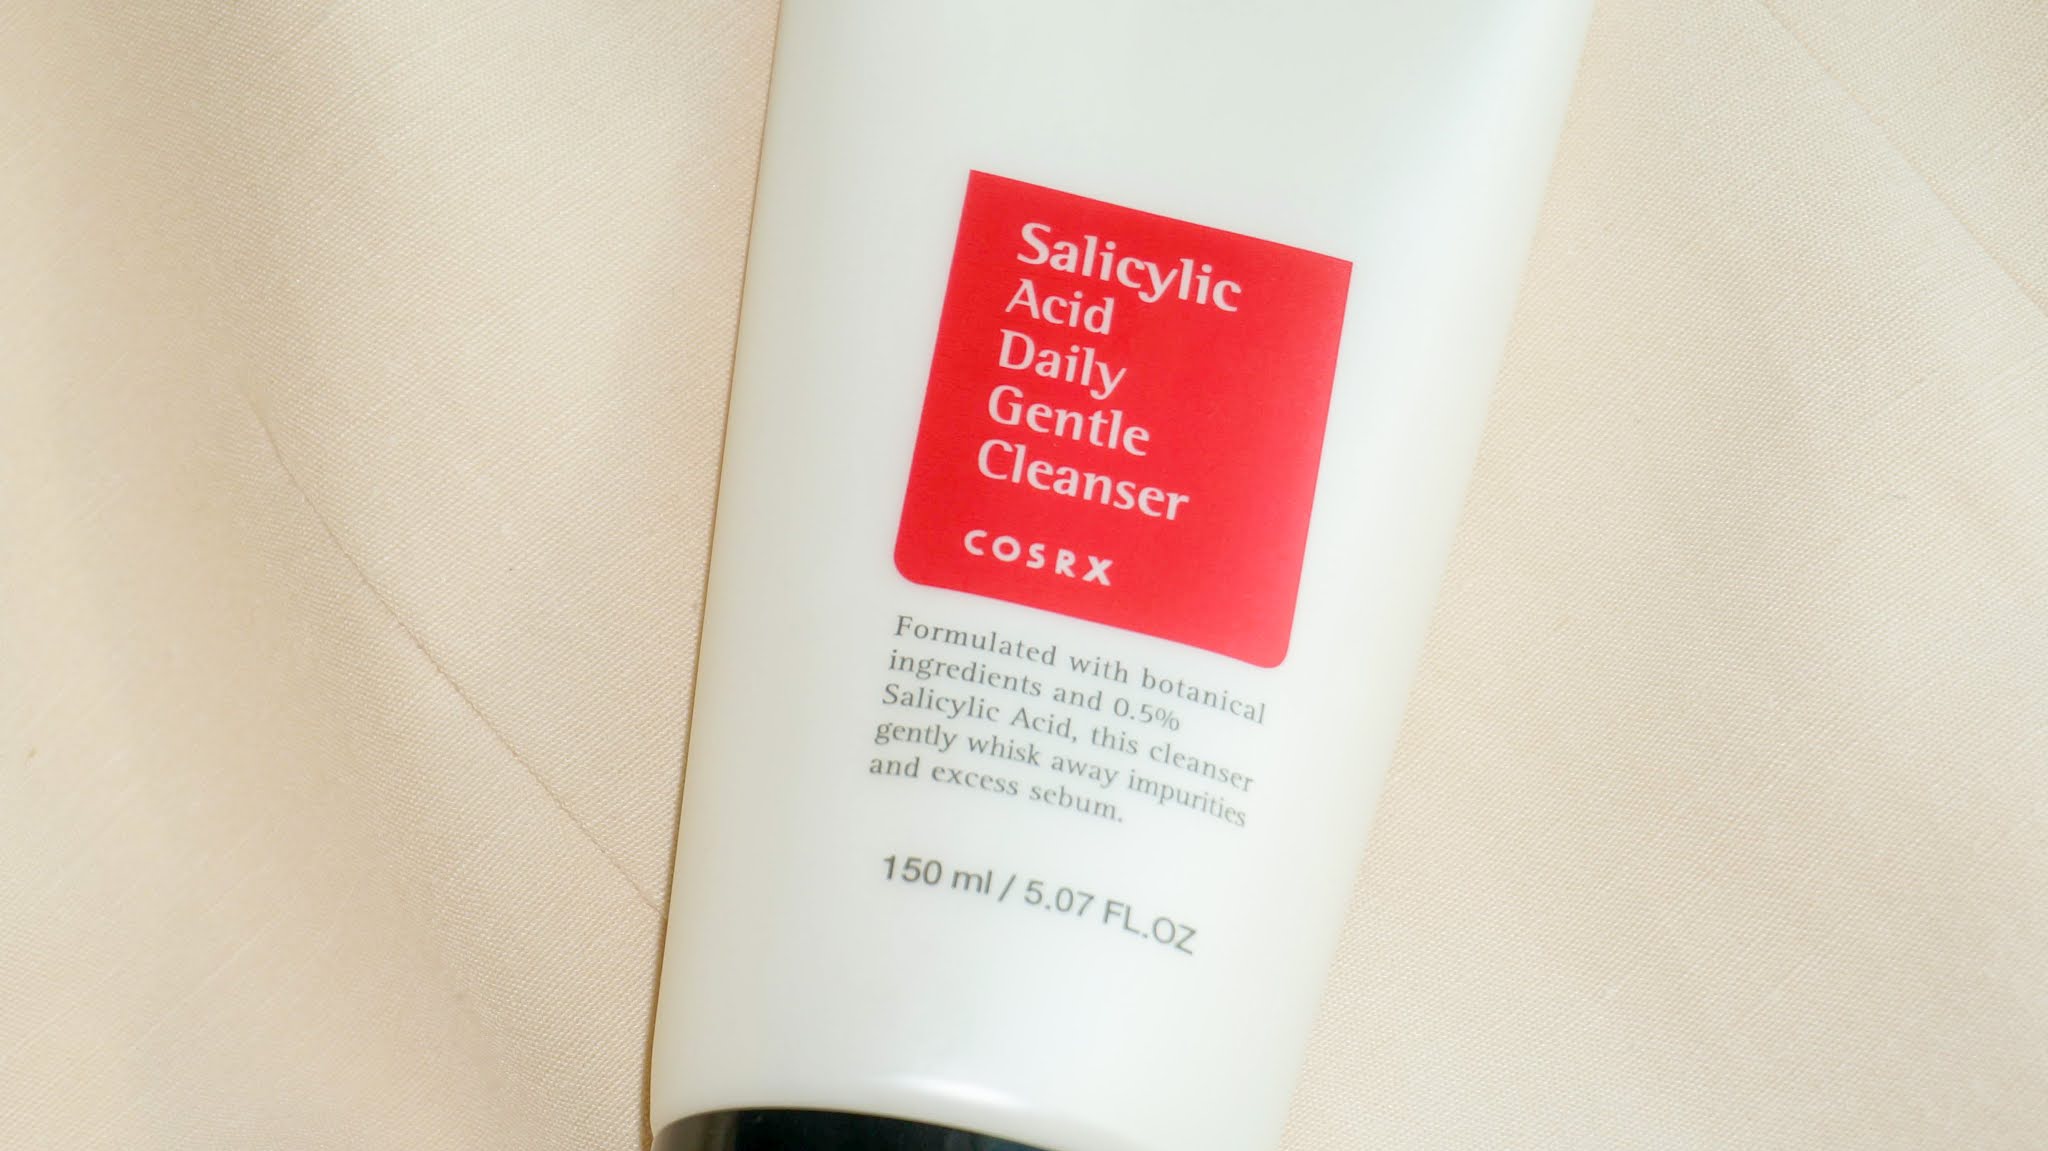 Salicylic
Acid
Daily
Gentle
Cleanser
COSRX
Formulated with botanical
ingredients and 0.5%
Salicylic Acid, this cleanser
gently whisk away impurities
and excess sebum.
150 ml / 5.07 FL.OZ